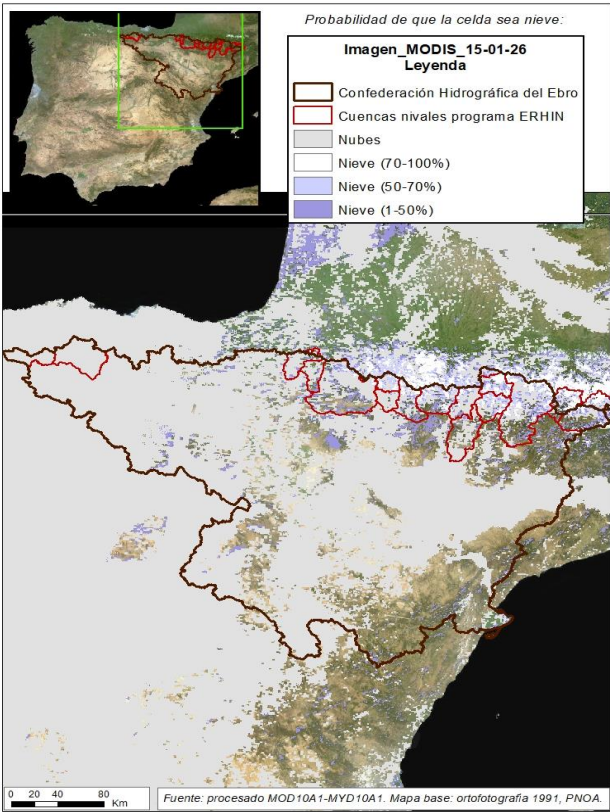 Probabilidad de que la celda sea nieve:
Imagen_MODIS_15-01-26
Leyenda
Confederación Hidrográfica del Ebro
Cuencas nivales programa ERHIN
Nubes
Nieve (70-100%)
Nieve (50-70%)
Nieve (1-50%)
0 20 40 80
Km
Fuente: procesado MOD10A1-MYD10A1. Mapa base: ortofotografia 1991, PNOA.